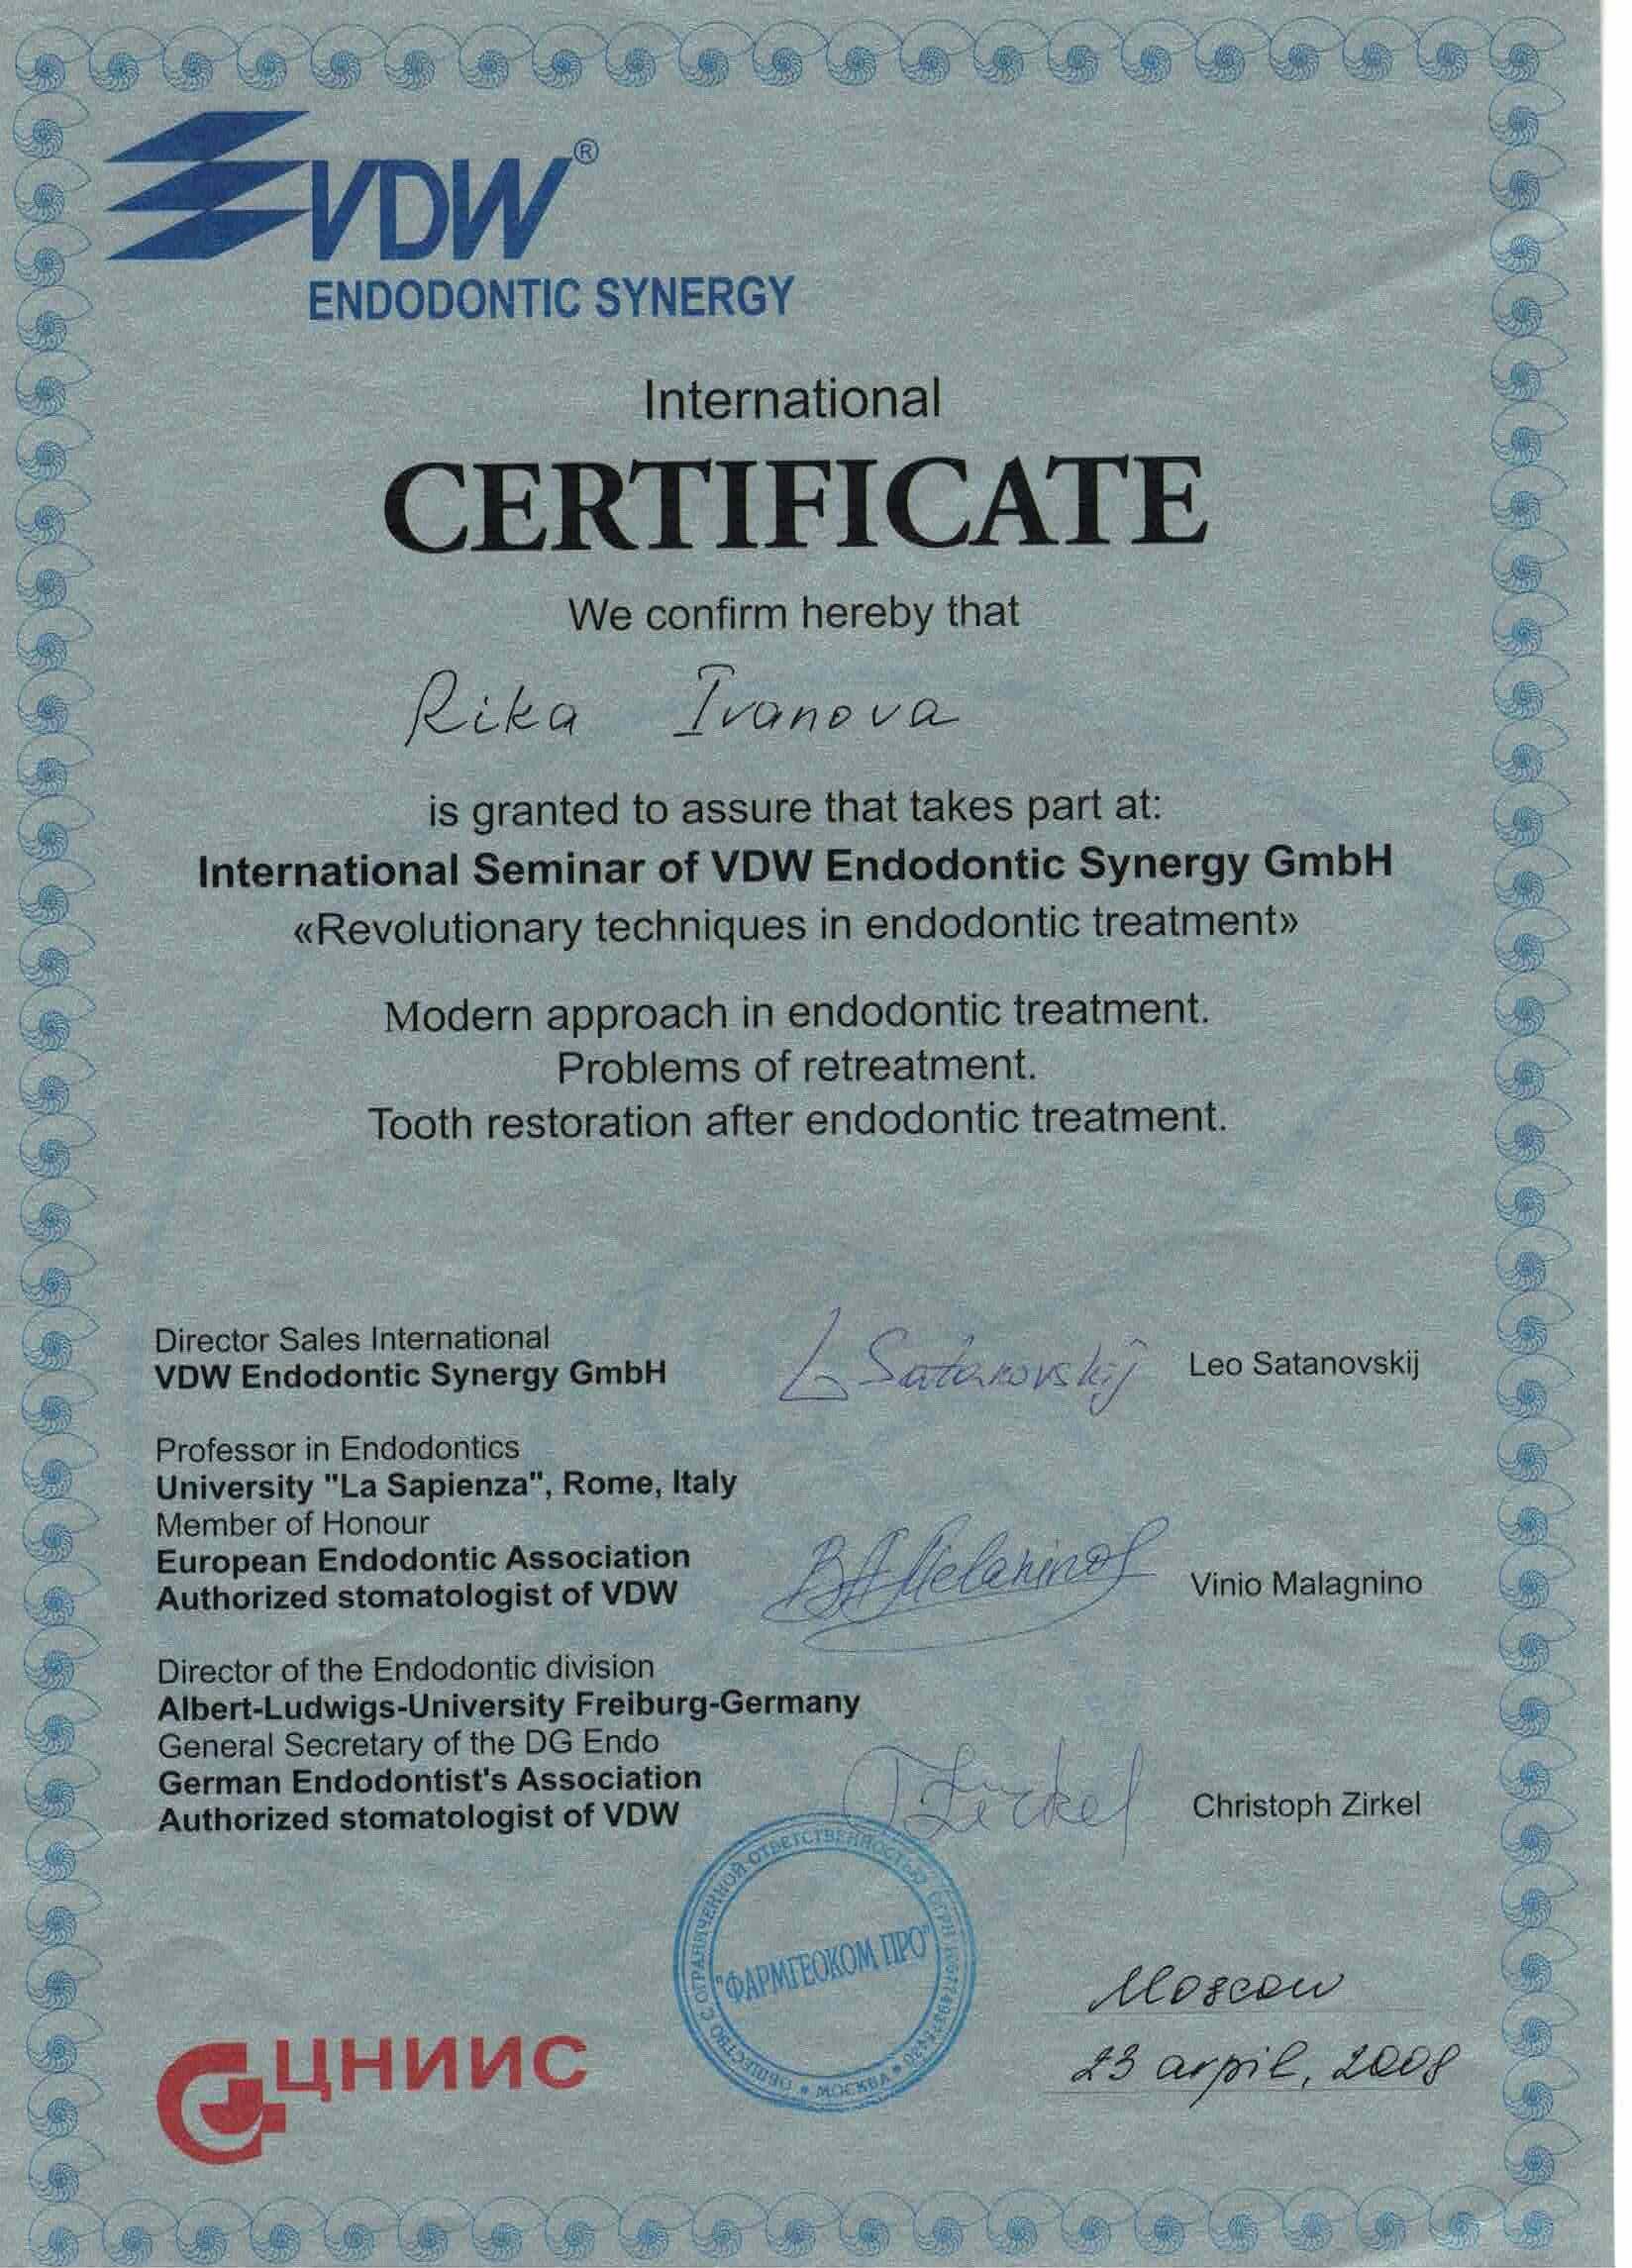 VDW®
ENDODONTIC SYNERGY
International
CERTIFICATE
We confirm hereby that
Rika Ivanova
is granted to assure that takes part at:
International Seminar of VDW Endodontic Synergy GmbH
«Revolutionary techniques in endodontic treatment»
Modern approach in endodontic treatment.
Problems of retreatment.
Tooth restoration after endodontic treatment.
Director Sales International
VDW Endodontic Synergy GmbH
L Satanovskij
Leo Satanovskij
Professor in Endodontics
University "La Sapienza", Rome, Italy
Member of Honour
European Endodontic Association
Authorized stomatologist of VDW
Vinio Malagnino
Director of the Endodontic division
Albert-Ludwigs-University Freiburg-Germany
General Secretary of the DG Endo
German Endodontist's Association
Authorized stomatologist of VDW
Zirkel
Christoph Zirkel
ОБЩЕСТВО С ОГРАНИЧЕННОЙ ОТВЕТСТВЕННОСТЬЮ ОГРН
"ФАРМГЕОКОМ ПРО"
МОСКВА
Moscow
23 arpil, 2008
ЦНИИС